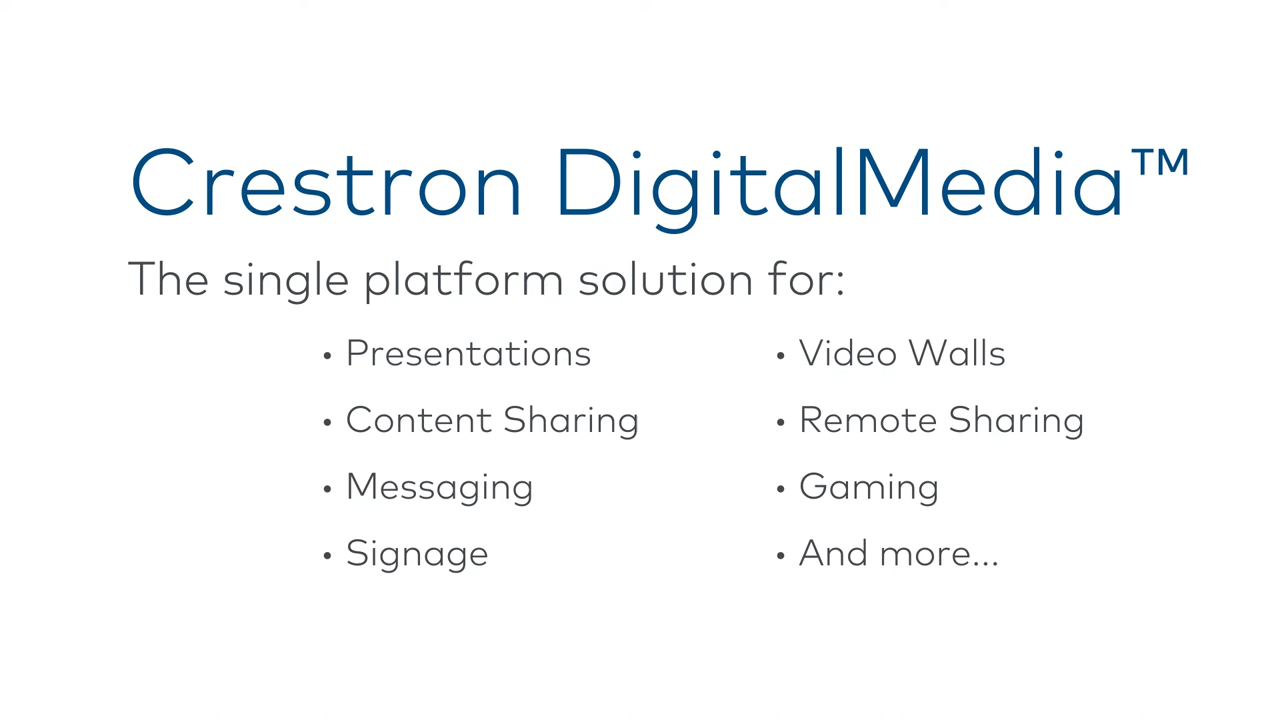 Crestron DigitalMedia™
The single platform solution for:
• Presentations
• Content Sharing
• Messaging
• Signage
• Video Walls
• Remote Sharing
• Gaming
• And more...